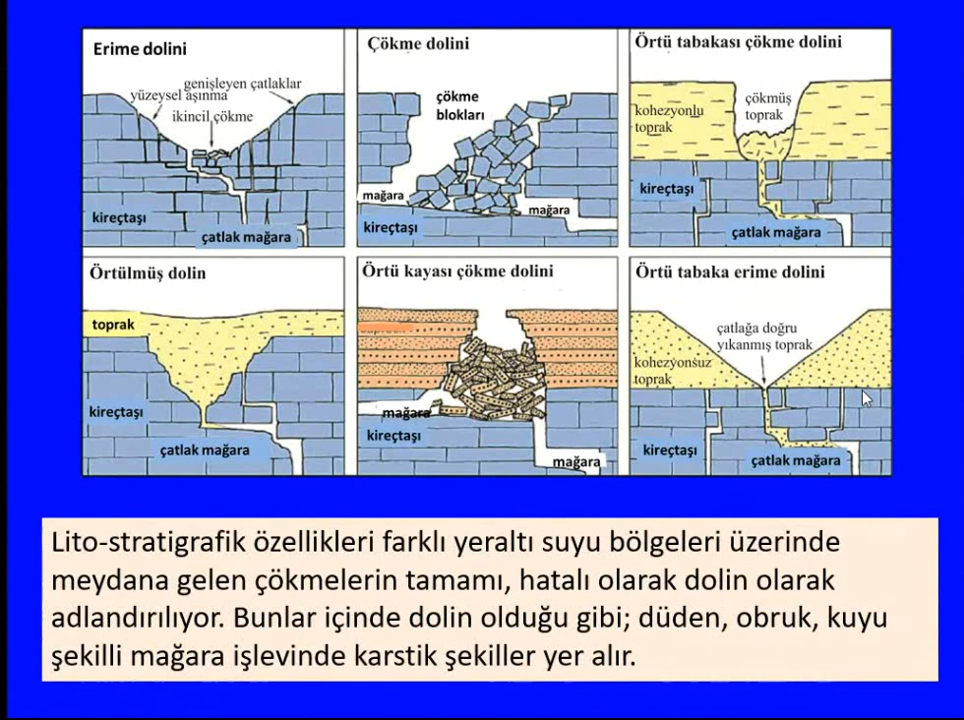 Erime dolini
genişleyen çatlaklar
yüzeysel aşınma
ikincil çökme
kireçtaşı
çatlak mağara
Çökme dolini
çökme
blokları
mağara
mağara
kireçtaşı
Örtü tabakası çökme dolini
kohezyonlu
toprak
çökmüş
toprak
kireçtaşı
çatlak mağara
Örtülmüş dolin
toprak
kireçtaşı
çatlak mağara
Örtü kayası çökme dolini
mağara
kireçtaşı
mağara
Örtü tabaka erime dolini
çatlağa doğru
yıkanmış toprak
kohezyonsuz
toprak
kireçtaşı
çatlak mağara
Lito-stratigrafik özellikleri farklı yeraltı suyu bölgeleri üzerinde
meydana gelen çökmelerin tamamı, hatalı olarak dolin olarak
adlandırılıyor. Bunlar içinde dolin olduğu gibi; düden, obruk, kuyu
şekilli mağara işlevinde karstik şekiller yer alır.